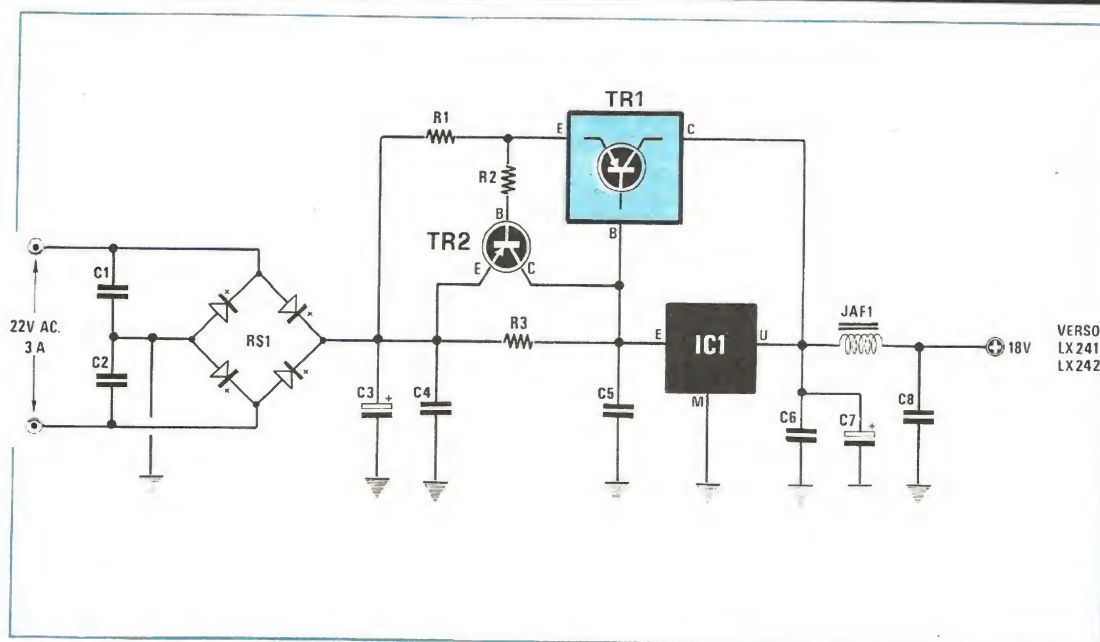 TR1
R1
E
C
R2
B
B
TR2
E
C
C1
22V AC.
3 A
C2
RS1
R3
E
IC1
U
JAF1
18V
VERSO
LX241
LX242
M
C3
+
C4
C5
C6
C7
+
C8